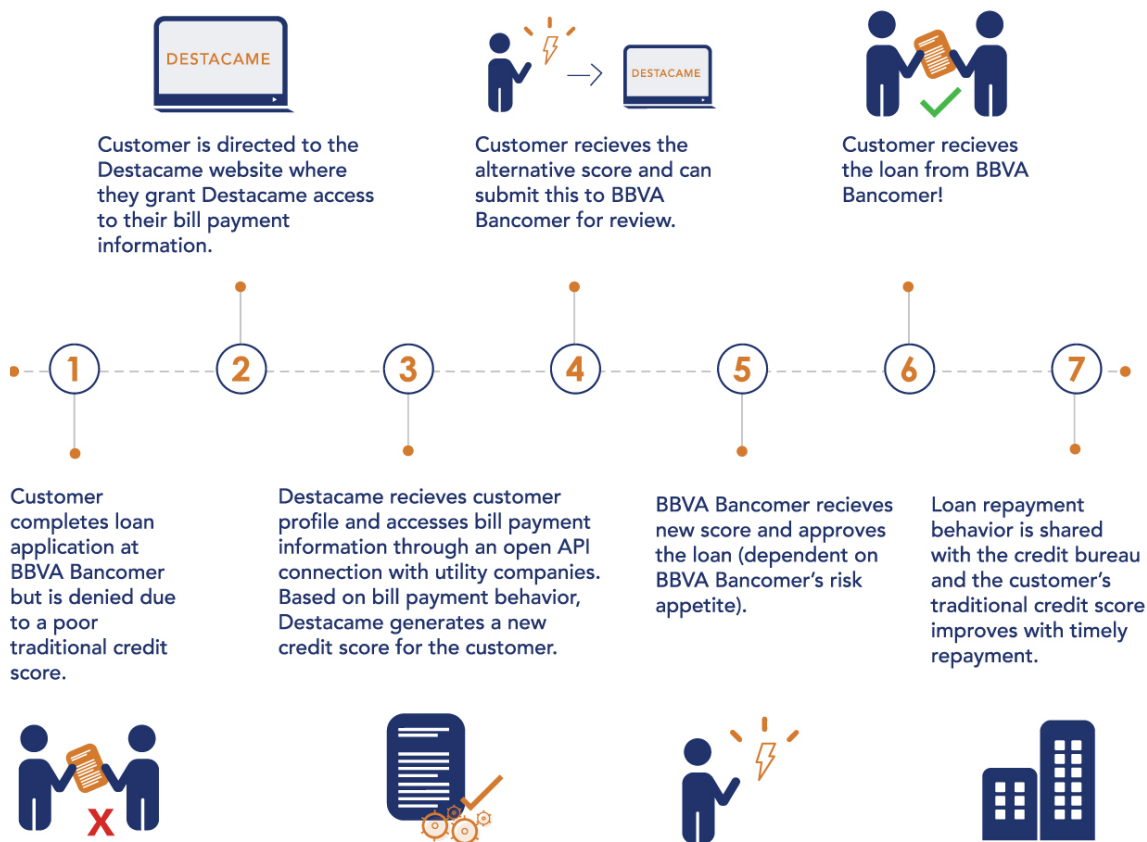 DESTACAME
Customer is directed to the
Destacame website where
they grant Destacame access
to their bill payment
information.
DESTACAME
Customer recieves the
alternative score and can
submit this to BBVA
Bancomer for review.
Customer recieves
the loan from BBVA
Bancomer!
1
2
3
4
5
6
7
Customer
completes loan
application at
BBVA Bancomer
but is denied due
to a poor
traditional credit
score.
X
Destacame recieves customer
profile and accesses bill payment
information through an open API
connection with utility companies.
Based on bill payment behavior,
Destacame generates a new
credit score for the customer.
BBVA Bancomer recieves
new score and approves
the loan (dependent on
BBVA Bancomer’s risk
appetite).
Loan repayment
behavior is shared
with the credit bureau
and the customer’s
traditional credit score
improves with timely
repayment.